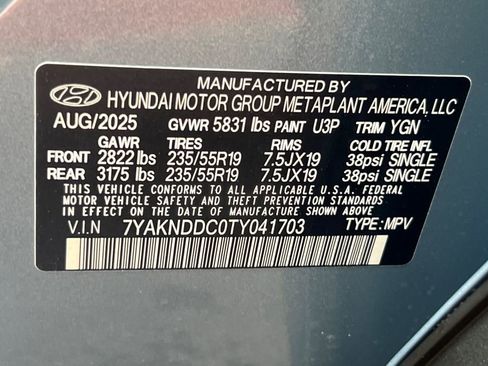 MANUFACTURED BY
HYUNDAI MOTOR GROUP METAPLANT AMERICA, LLC
AUG/2025 GVWR 5831 lbs PAINT U3P TRIM YGN
GAWR TIRES RIMS COLD TIRE INFL
FRONT 2822 lbs 235/55R19 7.5JX19 38psi SINGLE
REAR 3175 lbs 235/55R19 7.5JX19 38psi SINGLE
THIS VEHICLE CONFORMS TO ALL APPLICABLE U.S.A. FEDERAL
MOTOR VEHICLE SAFETY AND THEFT PREVENTION STANDARDS
IN EFFECT ON THE DATE OF MANUFACTURE SHOWN ABOVE.
V.I.N 7YAKNDDC0TY041703 TYPE: MPV